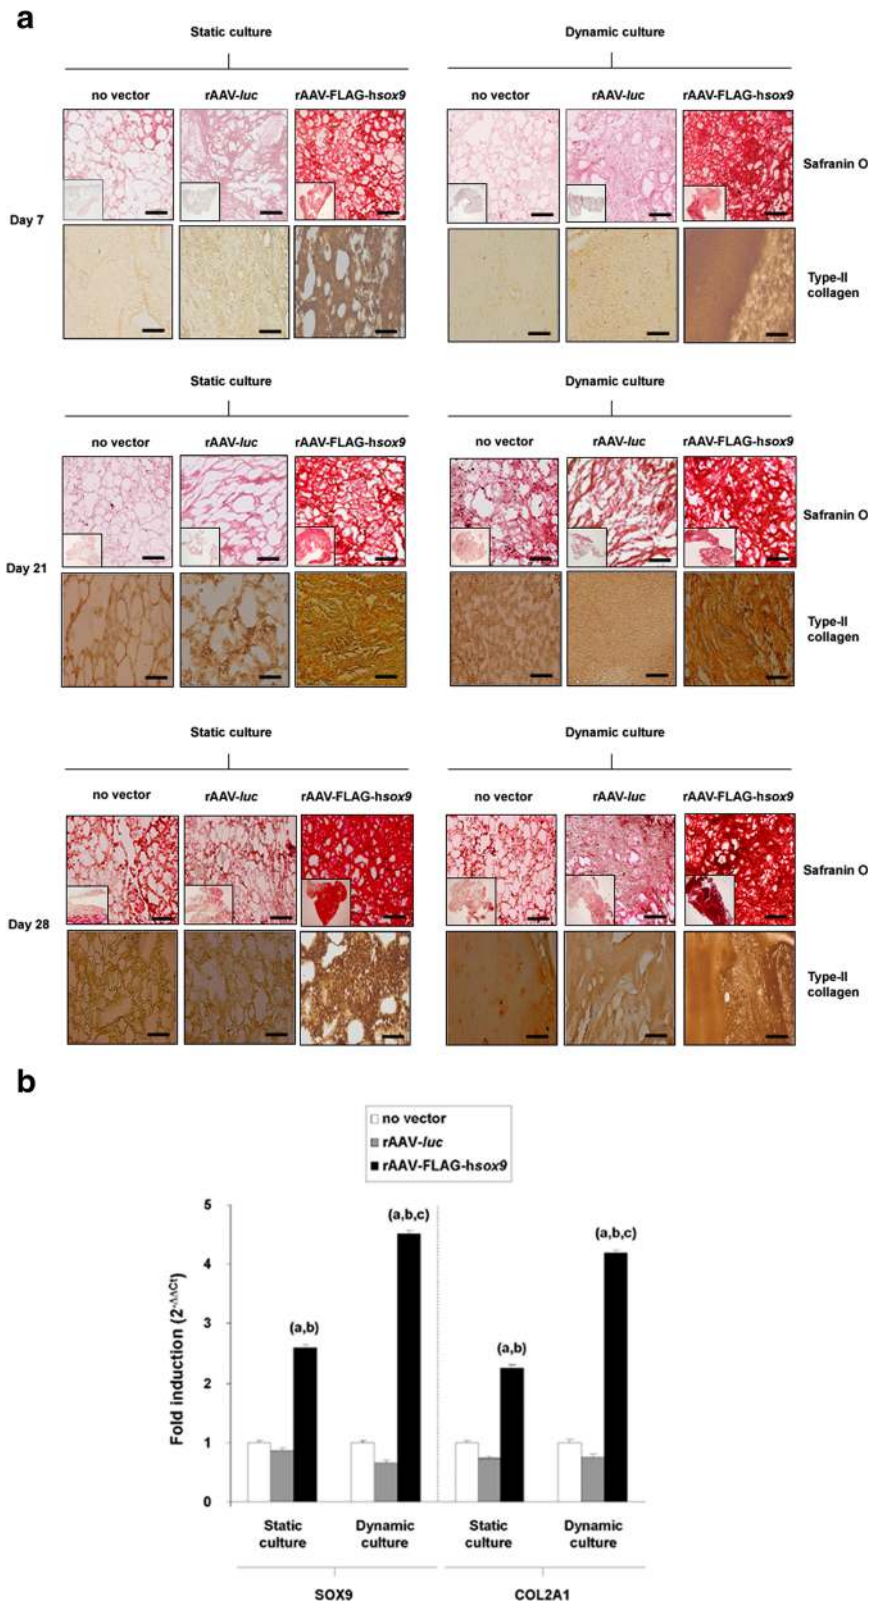 a
Static culture Dynamic culture
no vector rAAV-luc rAAV-FLAG-hsox9 no vector rAAV-luc rAAV-FLAG-hsox9
Safranin O
Day 7
Type-II
collagen
Static culture Dynamic culture
no vector rAAV-luc rAAV-FLAG-hsox9 no vector rAAV-luc rAAV-FLAG-hsox9
Safranin O
Day 21
Type-II
collagen
Static culture Dynamic culture
no vector rAAV-luc rAAV-FLAG-hsox9 no vector rAAV-luc rAAV-FLAG-hsox9
Safranin O
Day 28
Type-II
collagen
b
no vector
rAAV-luc
rAAV-FLAG-hsox9
Fold induction (2^-ΔΔCt)
5
4
3
2
1
0
(a,b) (a,b,c) (a,b) (a,b,c)
Static Dynamic Static Dynamic
culture culture culture culture
SOX9 COL2A1